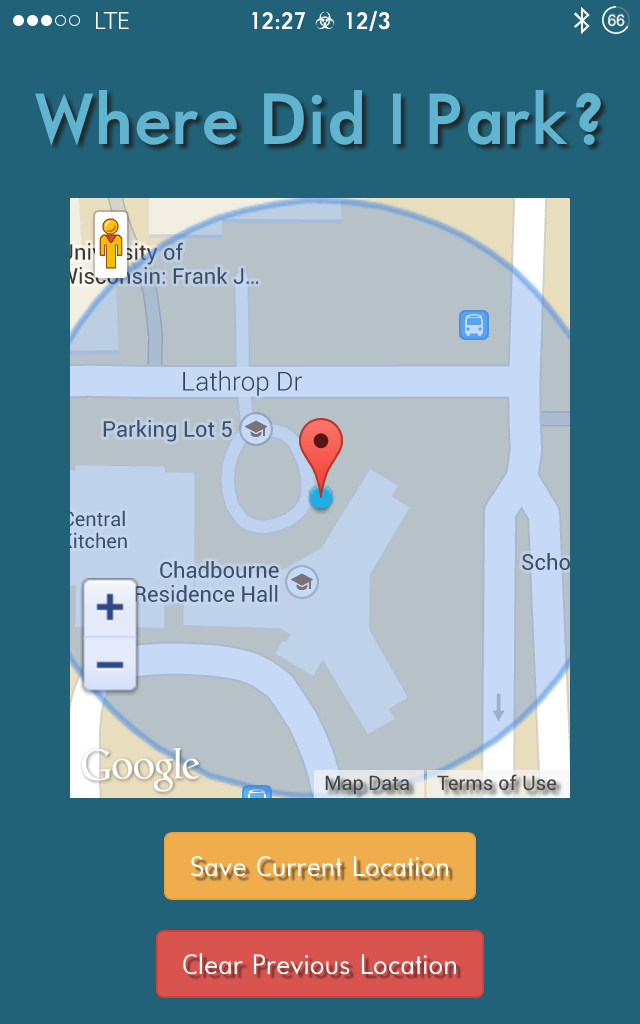 LTE 12:27 12/3 66
Where Did I Park?
University of
Wisconsin: Frank J...
Lathrop Dr
Parking Lot 5
Central
Kitchen
Chadbourne
Residence Hall
Scho
+
−
Google
Map Data Terms of Use
Save Current Location
Clear Previous Location